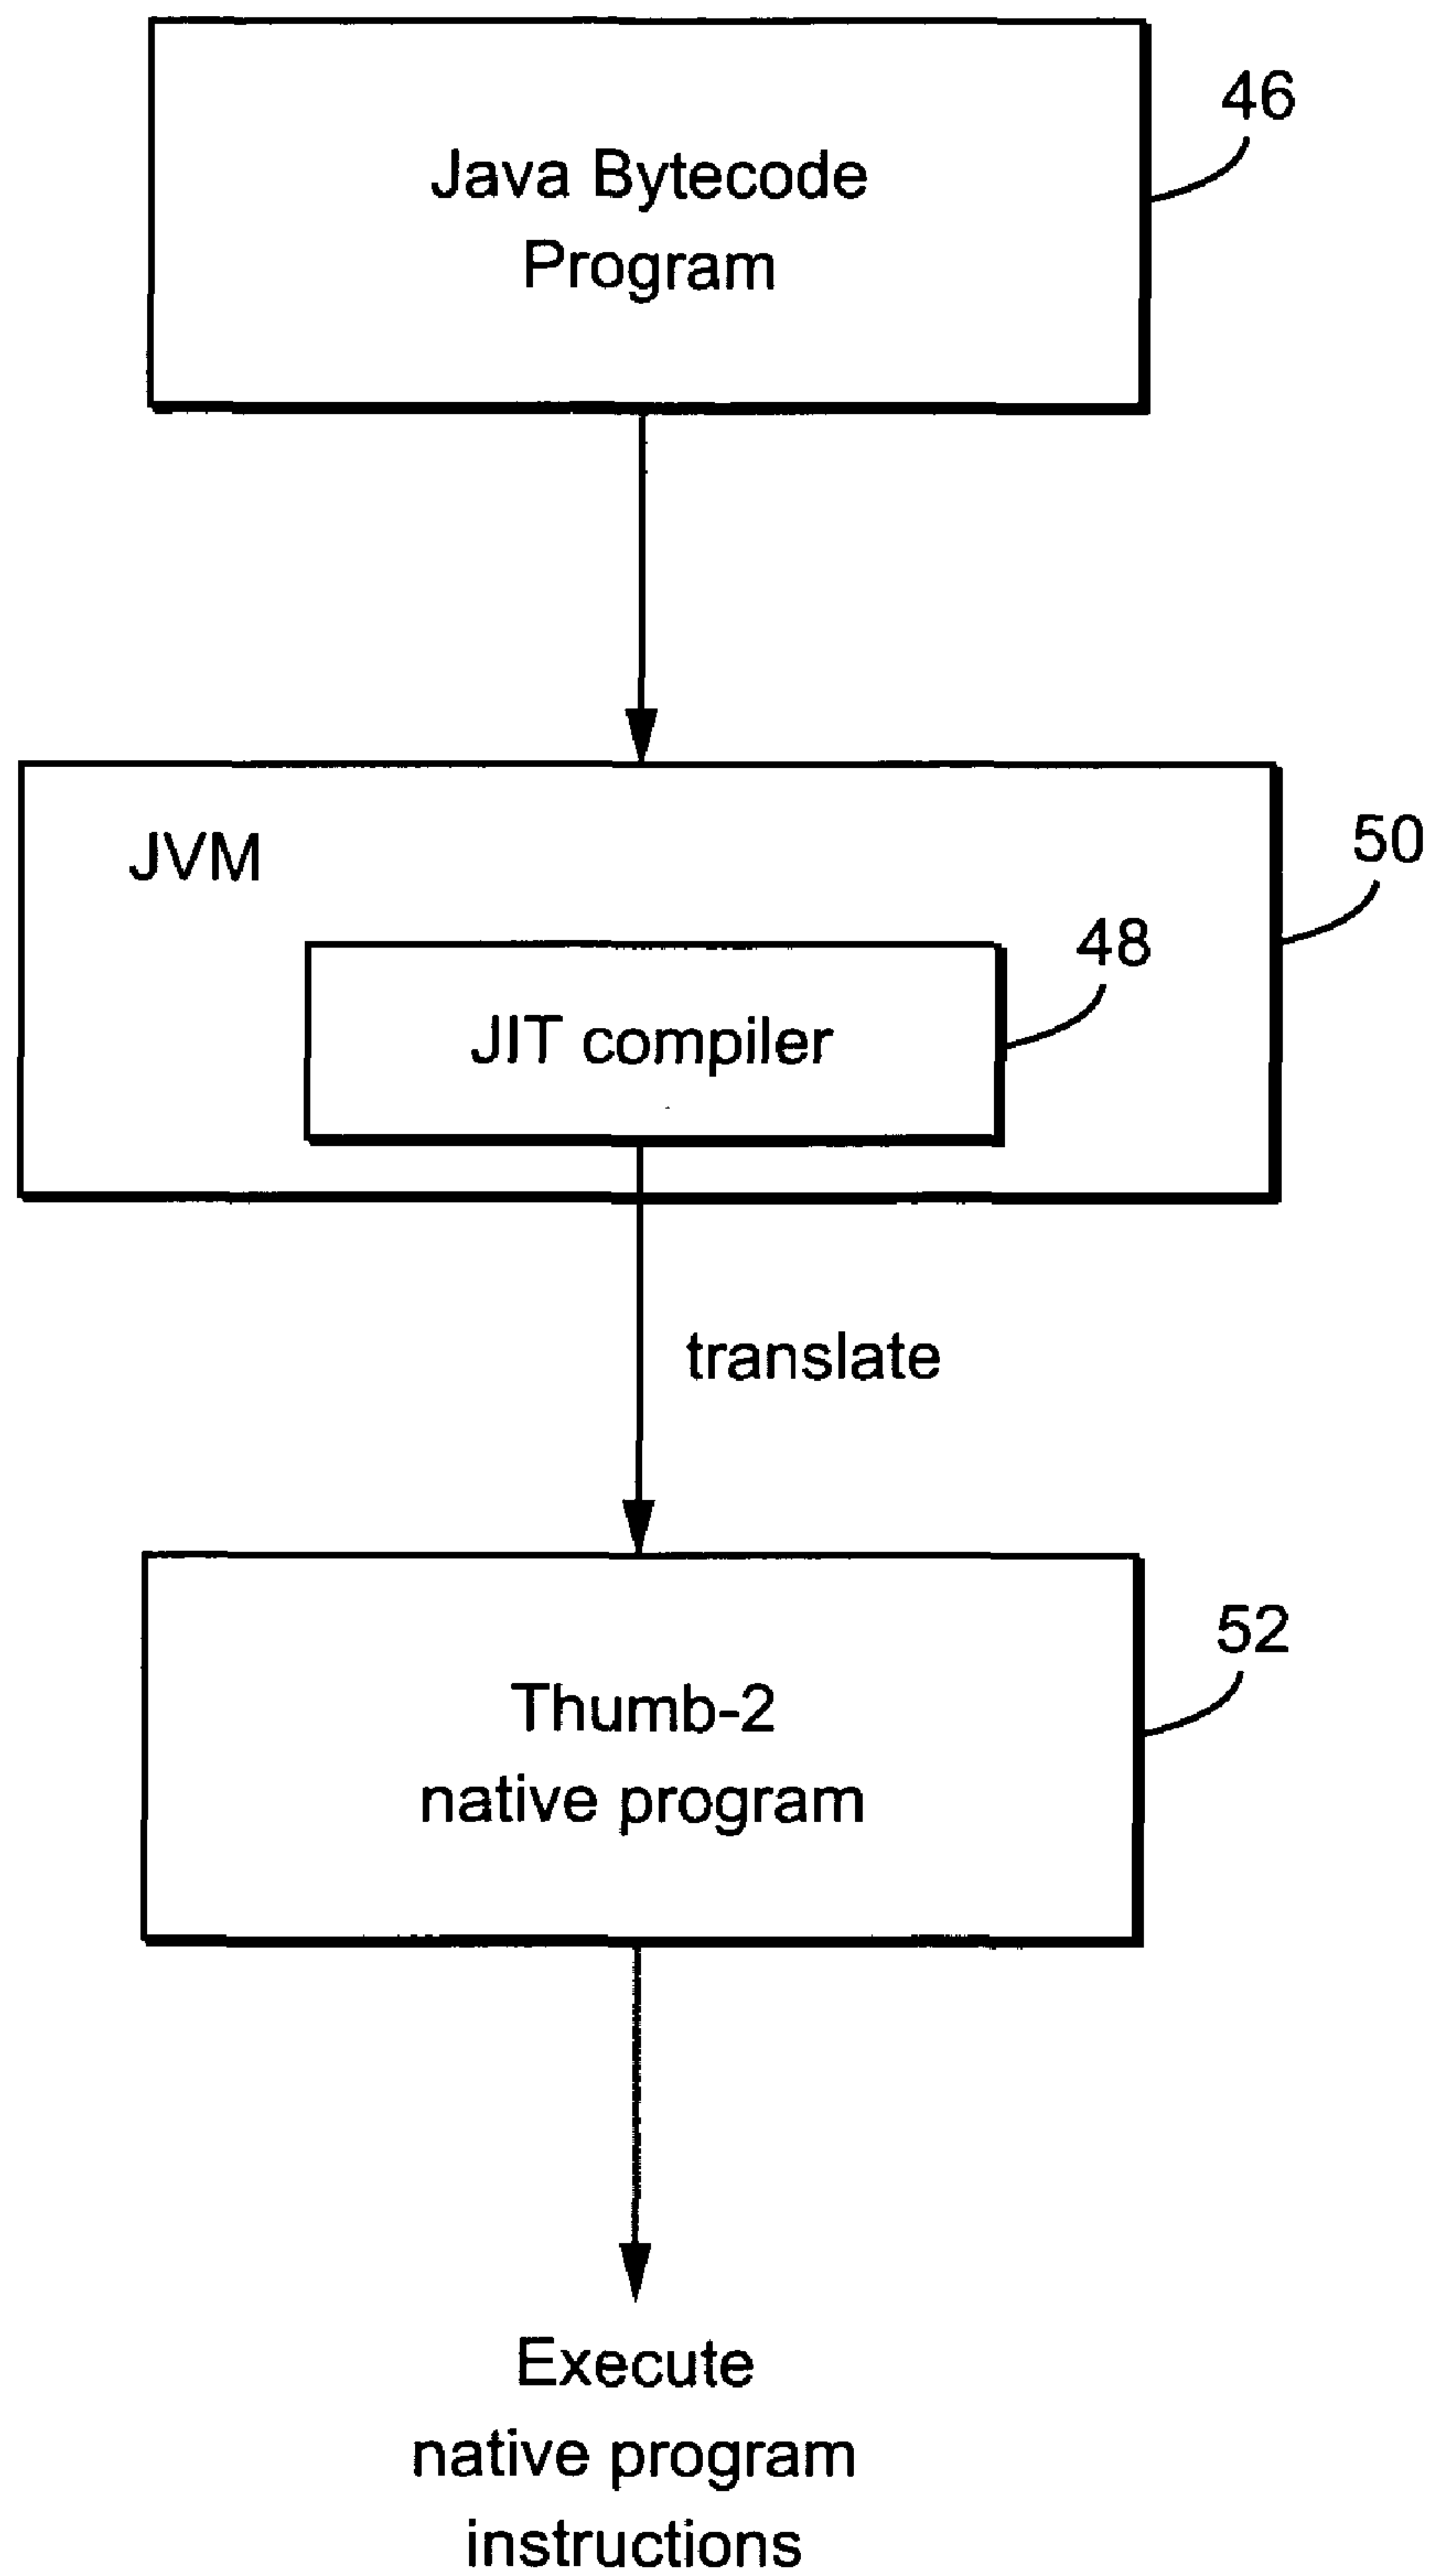 46
Java Bytecode
Program
50
JVM
48
JIT compiler
translate
52
Thumb-2
native program
Execute
native program
instructions